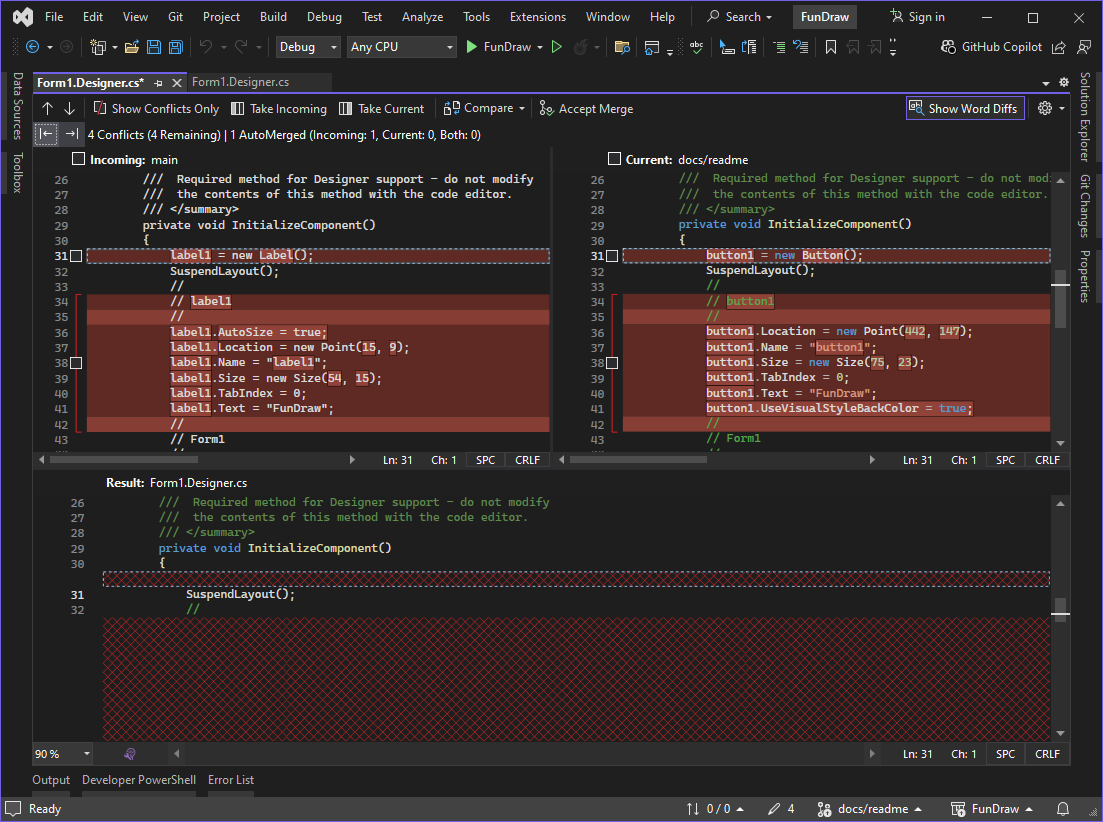 File Edit View Git Project Build Debug Test Analyze Tools Extensions Window Help Search FunDraw Sign in
Debug Any CPU FunDraw GitHub Copilot
Form1.Designer.cs* Form1.Designer.cs
Show Conflicts Only Take Incoming Take Current Compare Accept Merge Show Word Diffs
4 Conflicts (4 Remaining) | 1 AutoMerged (Incoming: 1, Current: 0, Both: 0)
Data Sources
Toolbox
Incoming: main
26 /// Required method for Designer support - do not modify
27 /// the contents of this method with the code editor.
28 /// </summary>
29 private void InitializeComponent()
30 {
31 label1 = new Label();
32 SuspendLayout();
33 //
34 // label1
35 //
36 label1.AutoSize = true;
37 label1.Location = new Point(15, 9);
38 label1.Name = "label1";
39 label1.Size = new Size(54, 15);
40 label1.TabIndex = 0;
41 label1.Text = "FunDraw";
42 //
43 // Form1
Ln: 31 Ch: 1 SPC CRLF
Current: docs/readme
26 /// Required method for Designer support - do not modi
27 /// the contents of this method with the code editor.
28 /// </summary>
29 private void InitializeComponent()
30 {
31 button1 = new Button();
32 SuspendLayout();
33 //
34 // button1
35 //
36 button1.Location = new Point(442, 147);
37 button1.Name = "button1";
38 button1.Size = new Size(75, 23);
39 button1.TabIndex = 0;
40 button1.Text = "FunDraw";
41 button1.UseVisualStyleBackColor = true;
42 //
43 // Form1
Ln: 31 Ch: 1 SPC CRLF
Solution Explorer
Git Changes
Properties
Result: Form1.Designer.cs
26 /// Required method for Designer support - do not modify
27 /// the contents of this method with the code editor.
28 /// </summary>
29 private void InitializeComponent()
30 {
31 SuspendLayout();
32 //
90 % Ln: 31 Ch: 1 SPC CRLF
Output Developer PowerShell Error List
Ready 0 / 0 4 docs/readme FunDraw